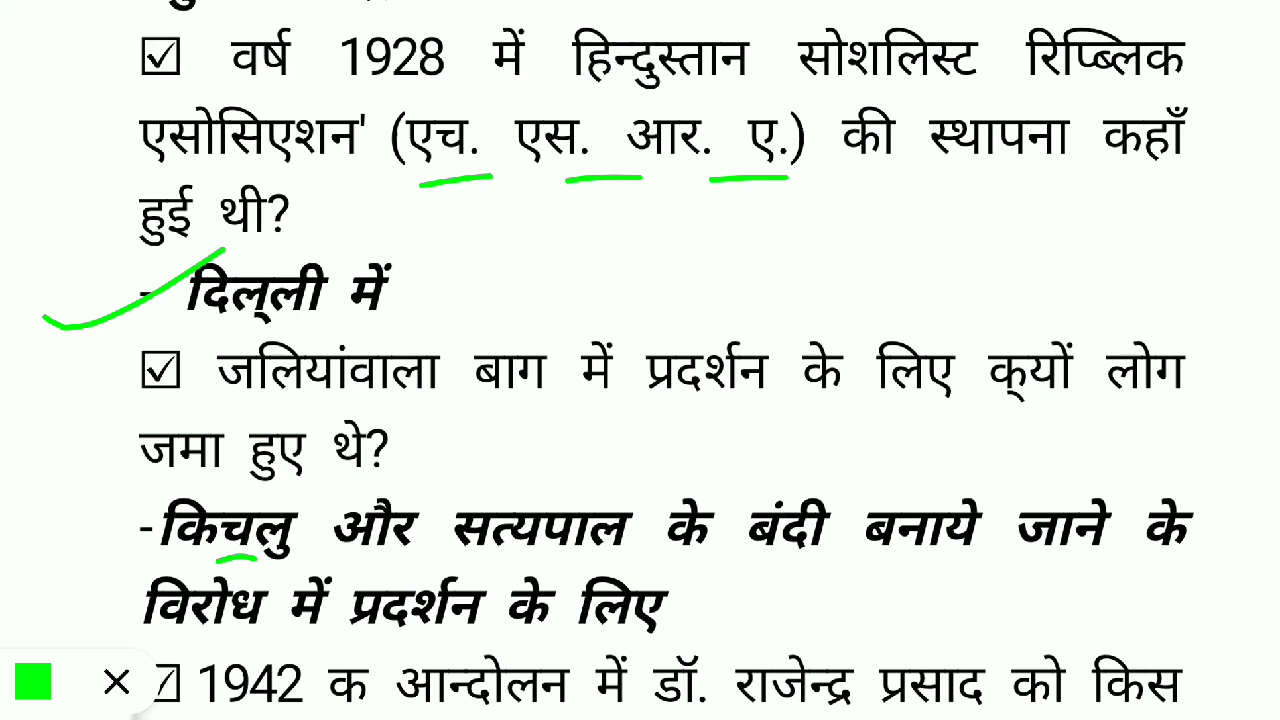 ☑ वर्ष 1928 में हिन्दुस्तान सोशलिस्ट रिप्ब्लिक
एसोसिएशन' (एच. एस. आर. ए.) की स्थापना कहाँ
हुई थी?
- दिल्ली में
☑ जलियांवाला बाग में प्रदर्शन के लिए क्यों लोग
जमा हुए थे?
-किचलु और सत्यपाल के बंदी बनाये जाने के
विरोध में प्रदर्शन के लिए
☑ 1942 क आन्दोलन में डॉ. राजेन्द्र प्रसाद को किस